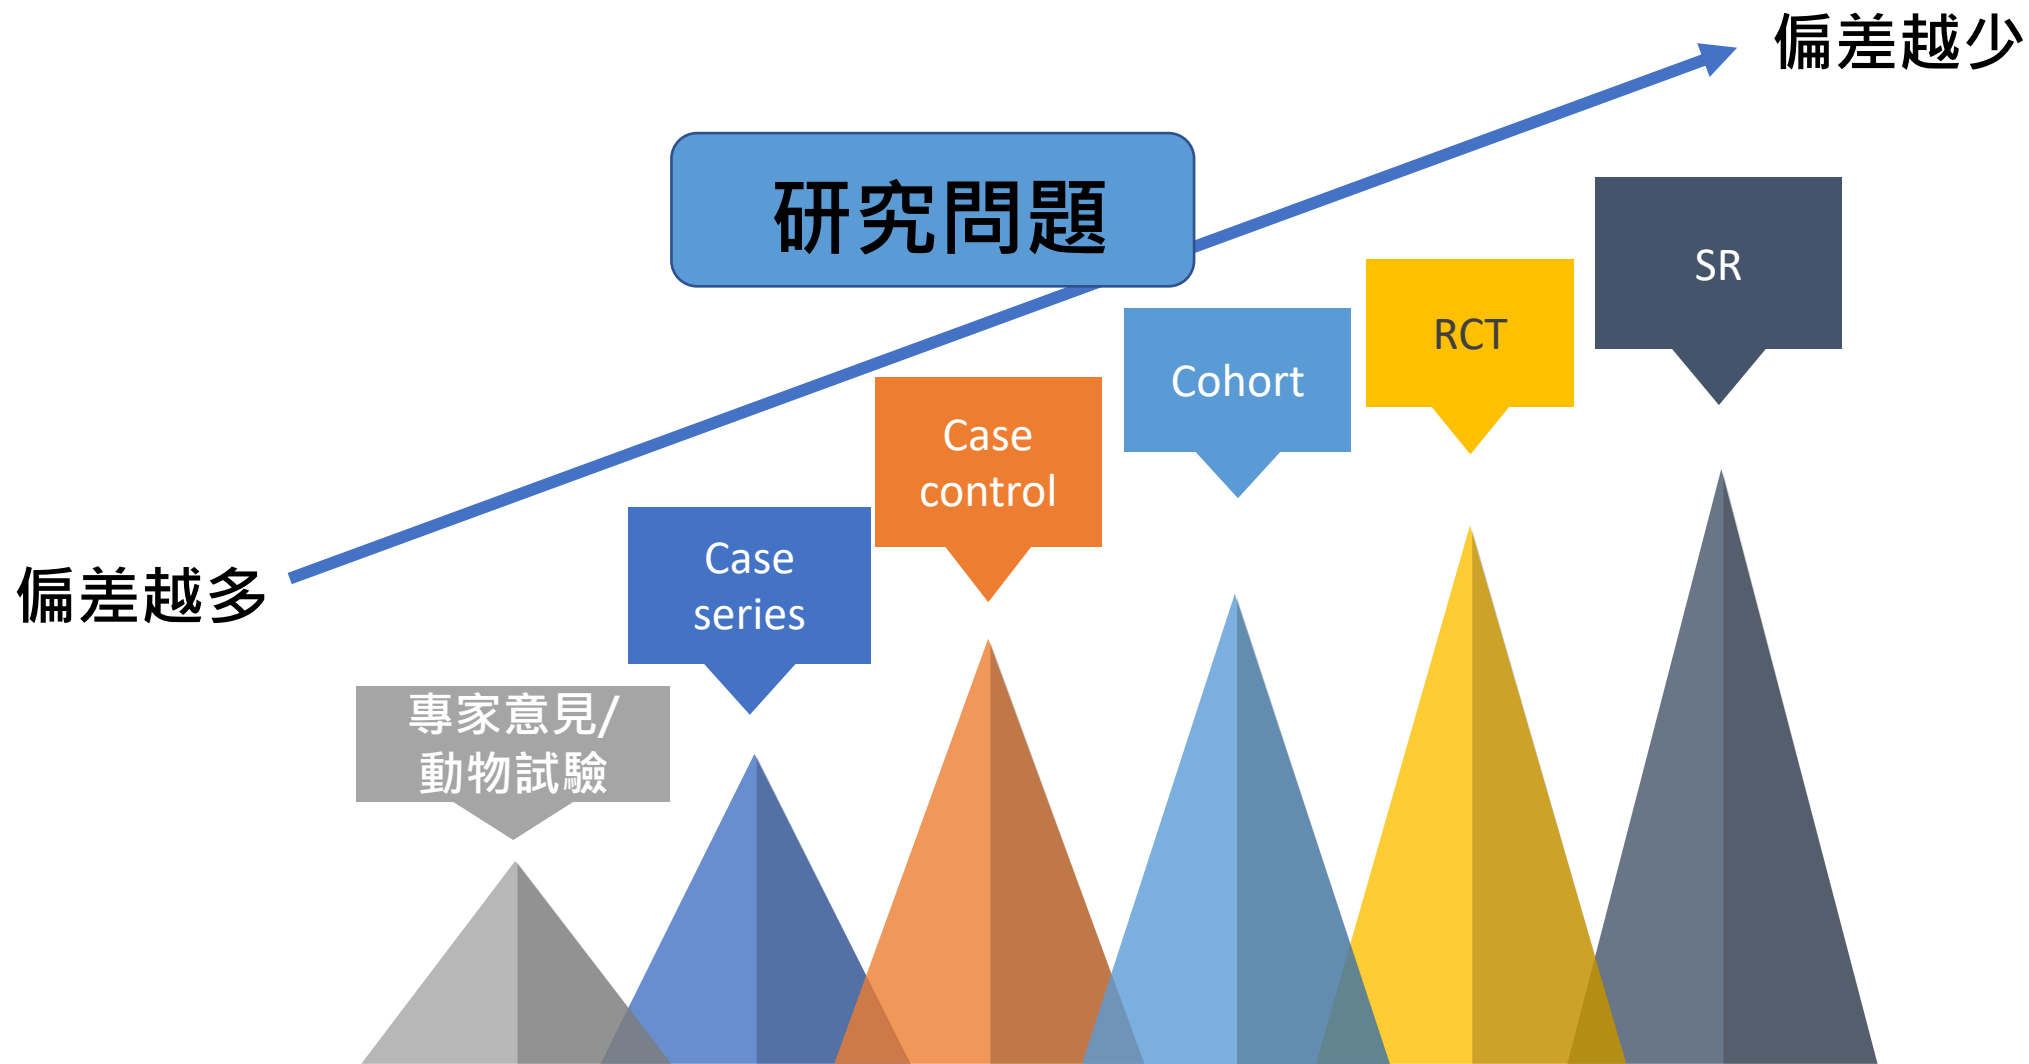 偏差越少
研究問題
SR
RCT
Cohort
Case
control
Case
series
偏差越多
專家意見/
動物試驗